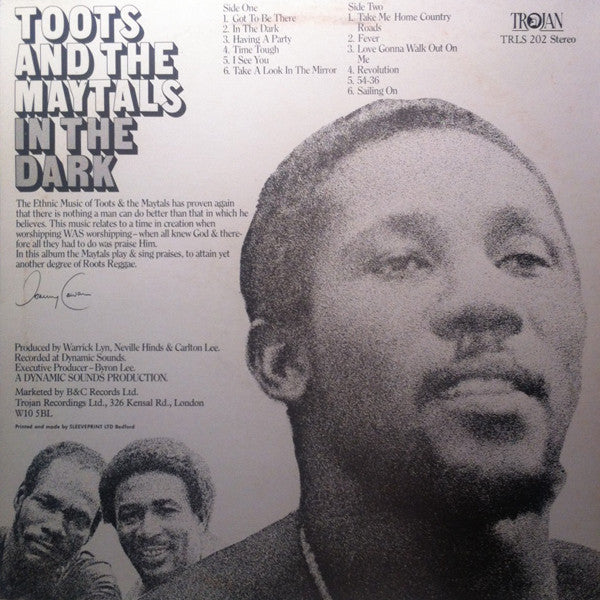 TOOTS
AND THE
MAYTALS
IN THE
DARK
Side One
1. Got To Be There
2. In The Dark
3. Having A Party
4. Time Tough
5. I See You
6. Take A Look In The Mirror
Side Two
1. Take Me Home Country
Roads
2. Fever
3. Love Gonna Walk Out On
Me
4. Revolution
5. 54-36
6. Sailing On
TROJAN
TRLS 202 Stereo
The Ethnic Music of Toots & the Maytals has proven again
that there is nothing a man can do better than that in which he
believes. This music relates to a time in creation when
worshipping WAS worshipping – when all knew God & there-
fore all they had to do was praise Him.
In this album the Maytals play & sing praises, to attain yet
another degree of Roots Reggae.
Produced by Warrick Lyn, Neville Hinds & Carlton Lee.
Recorded at Dynamic Sounds.
Executive Producer – Byron Lee.
A DYNAMIC SOUNDS PRODUCTION.
Marketed by B&C Records Ltd.
Trojan Recordings Ltd., 326 Kensal Rd., London
W10 5BL
Printed and made by SLEEVEPRINT LTD Bedford